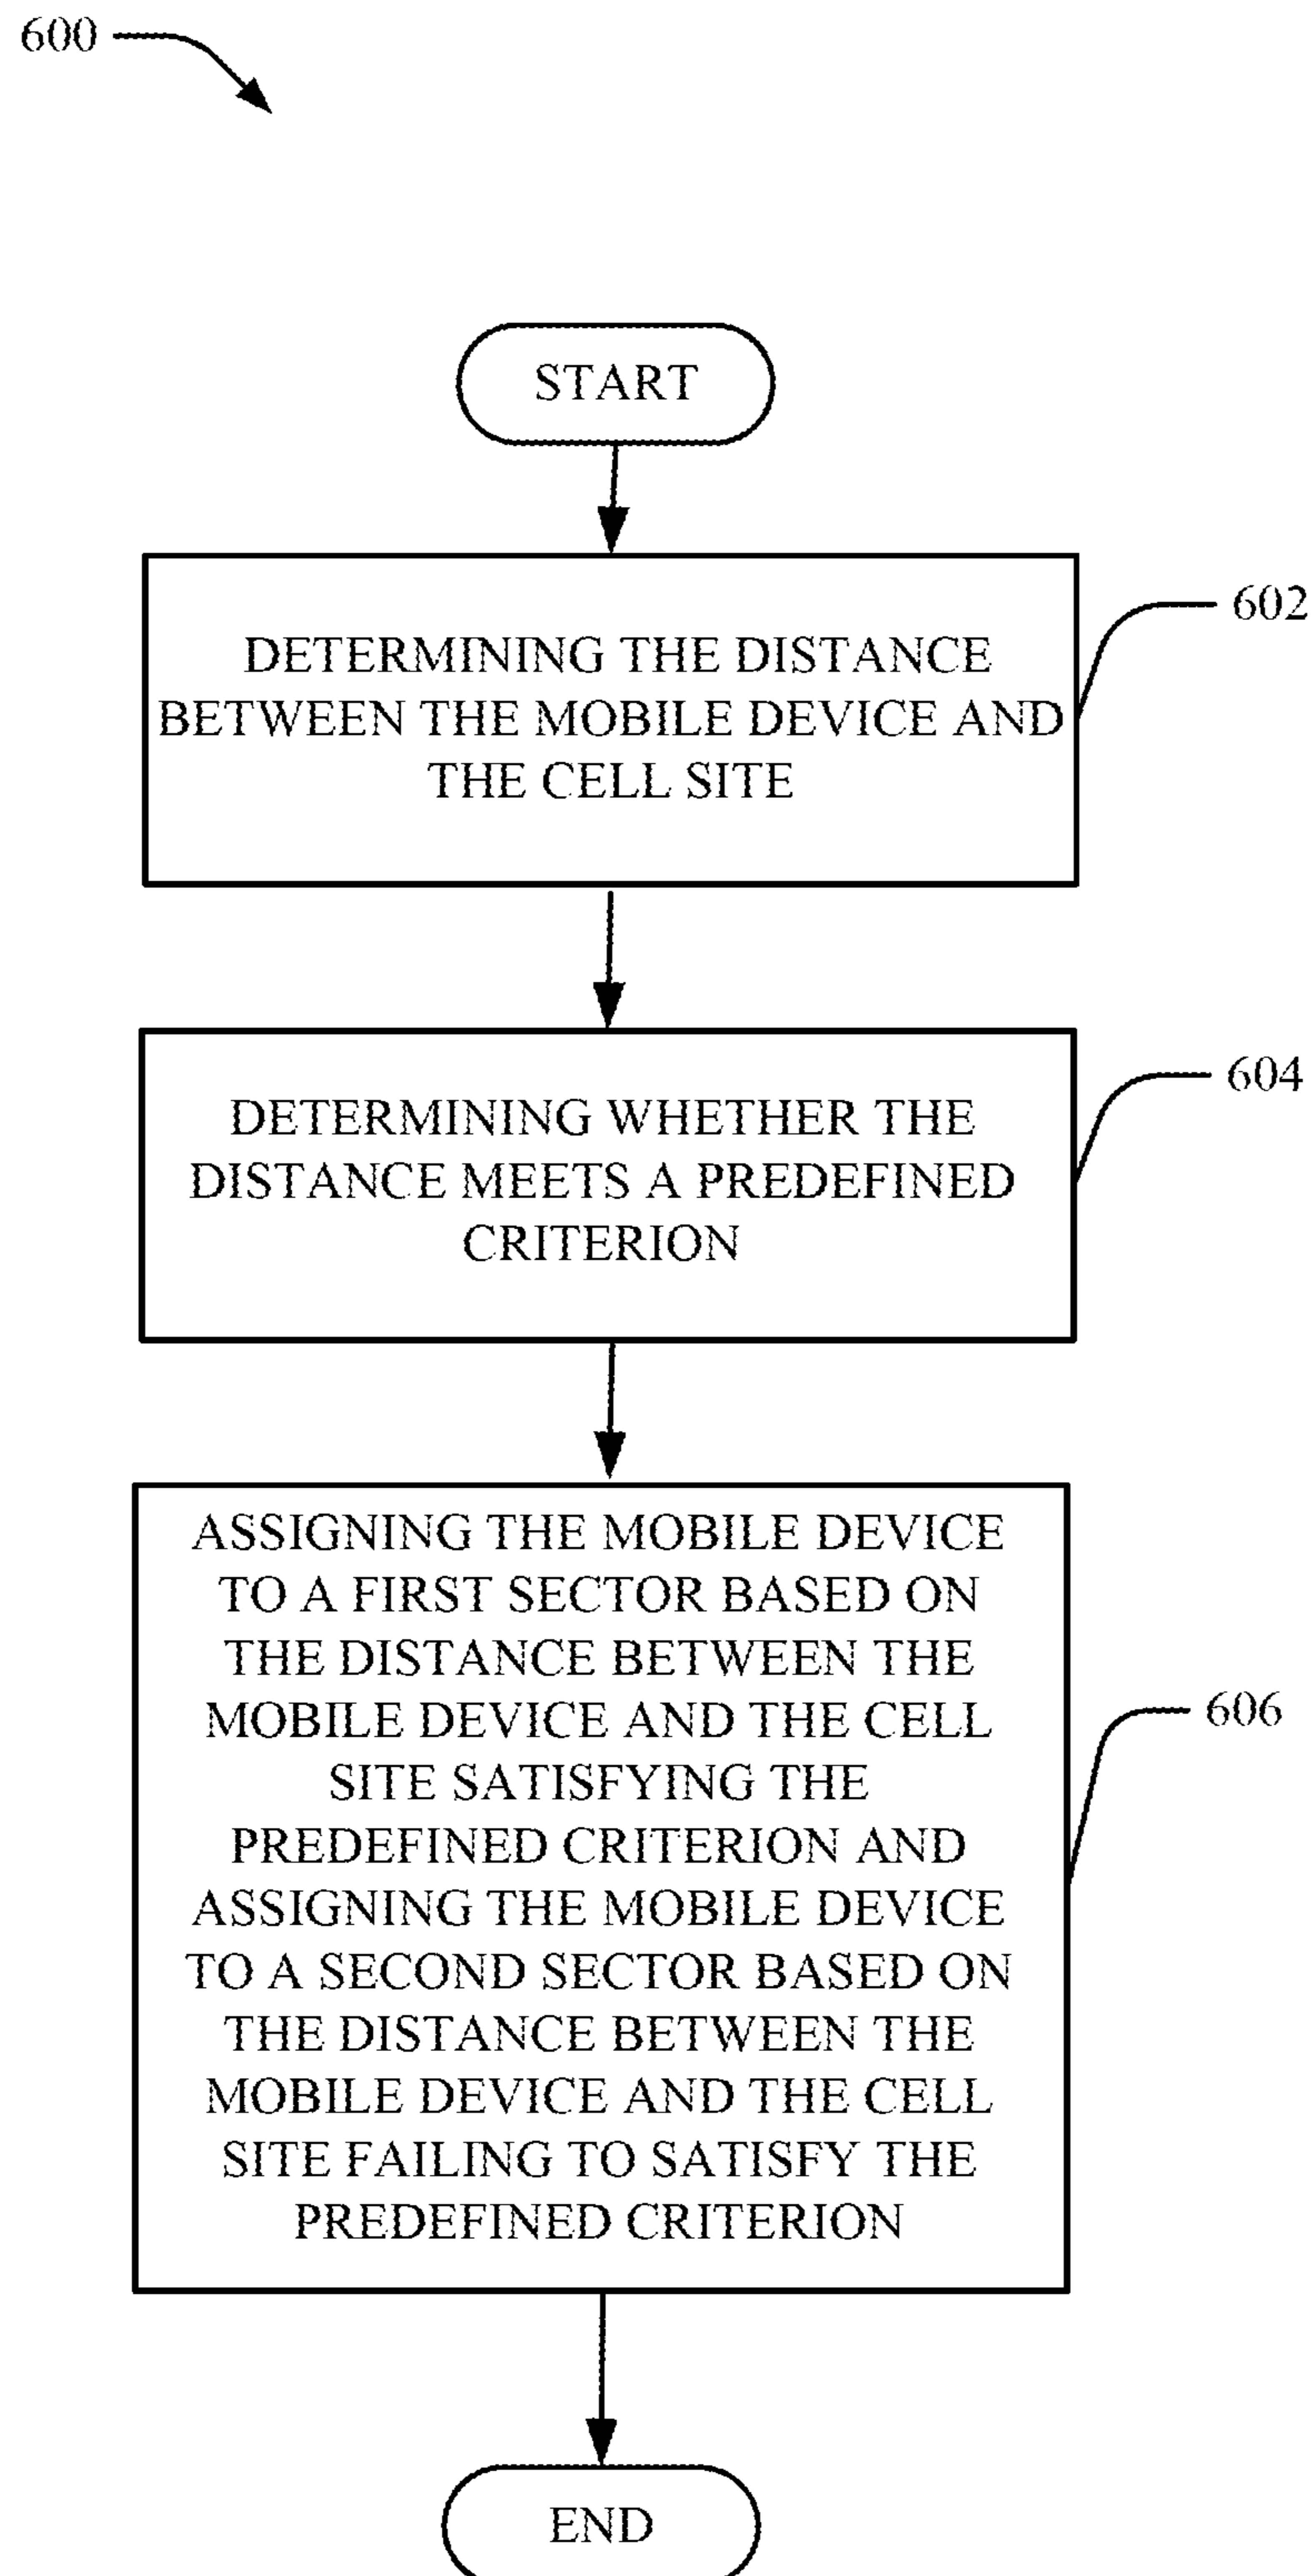 600
START
DETERMINING THE DISTANCE
BETWEEN THE MOBILE DEVICE AND
THE CELL SITE
602
DETERMINING WHETHER THE
DISTANCE MEETS A PREDEFINED
CRITERION
604
ASSIGNING THE MOBILE DEVICE
TO A FIRST SECTOR BASED ON
THE DISTANCE BETWEEN THE
MOBILE DEVICE AND THE CELL
SITE SATISFYING THE
PREDEFINED CRITERION AND
ASSIGNING THE MOBILE DEVICE
TO A SECOND SECTOR BASED ON
THE DISTANCE BETWEEN THE
MOBILE DEVICE AND THE CELL
SITE FAILING TO SATISFY THE
PREDEFINED CRITERION
606
END